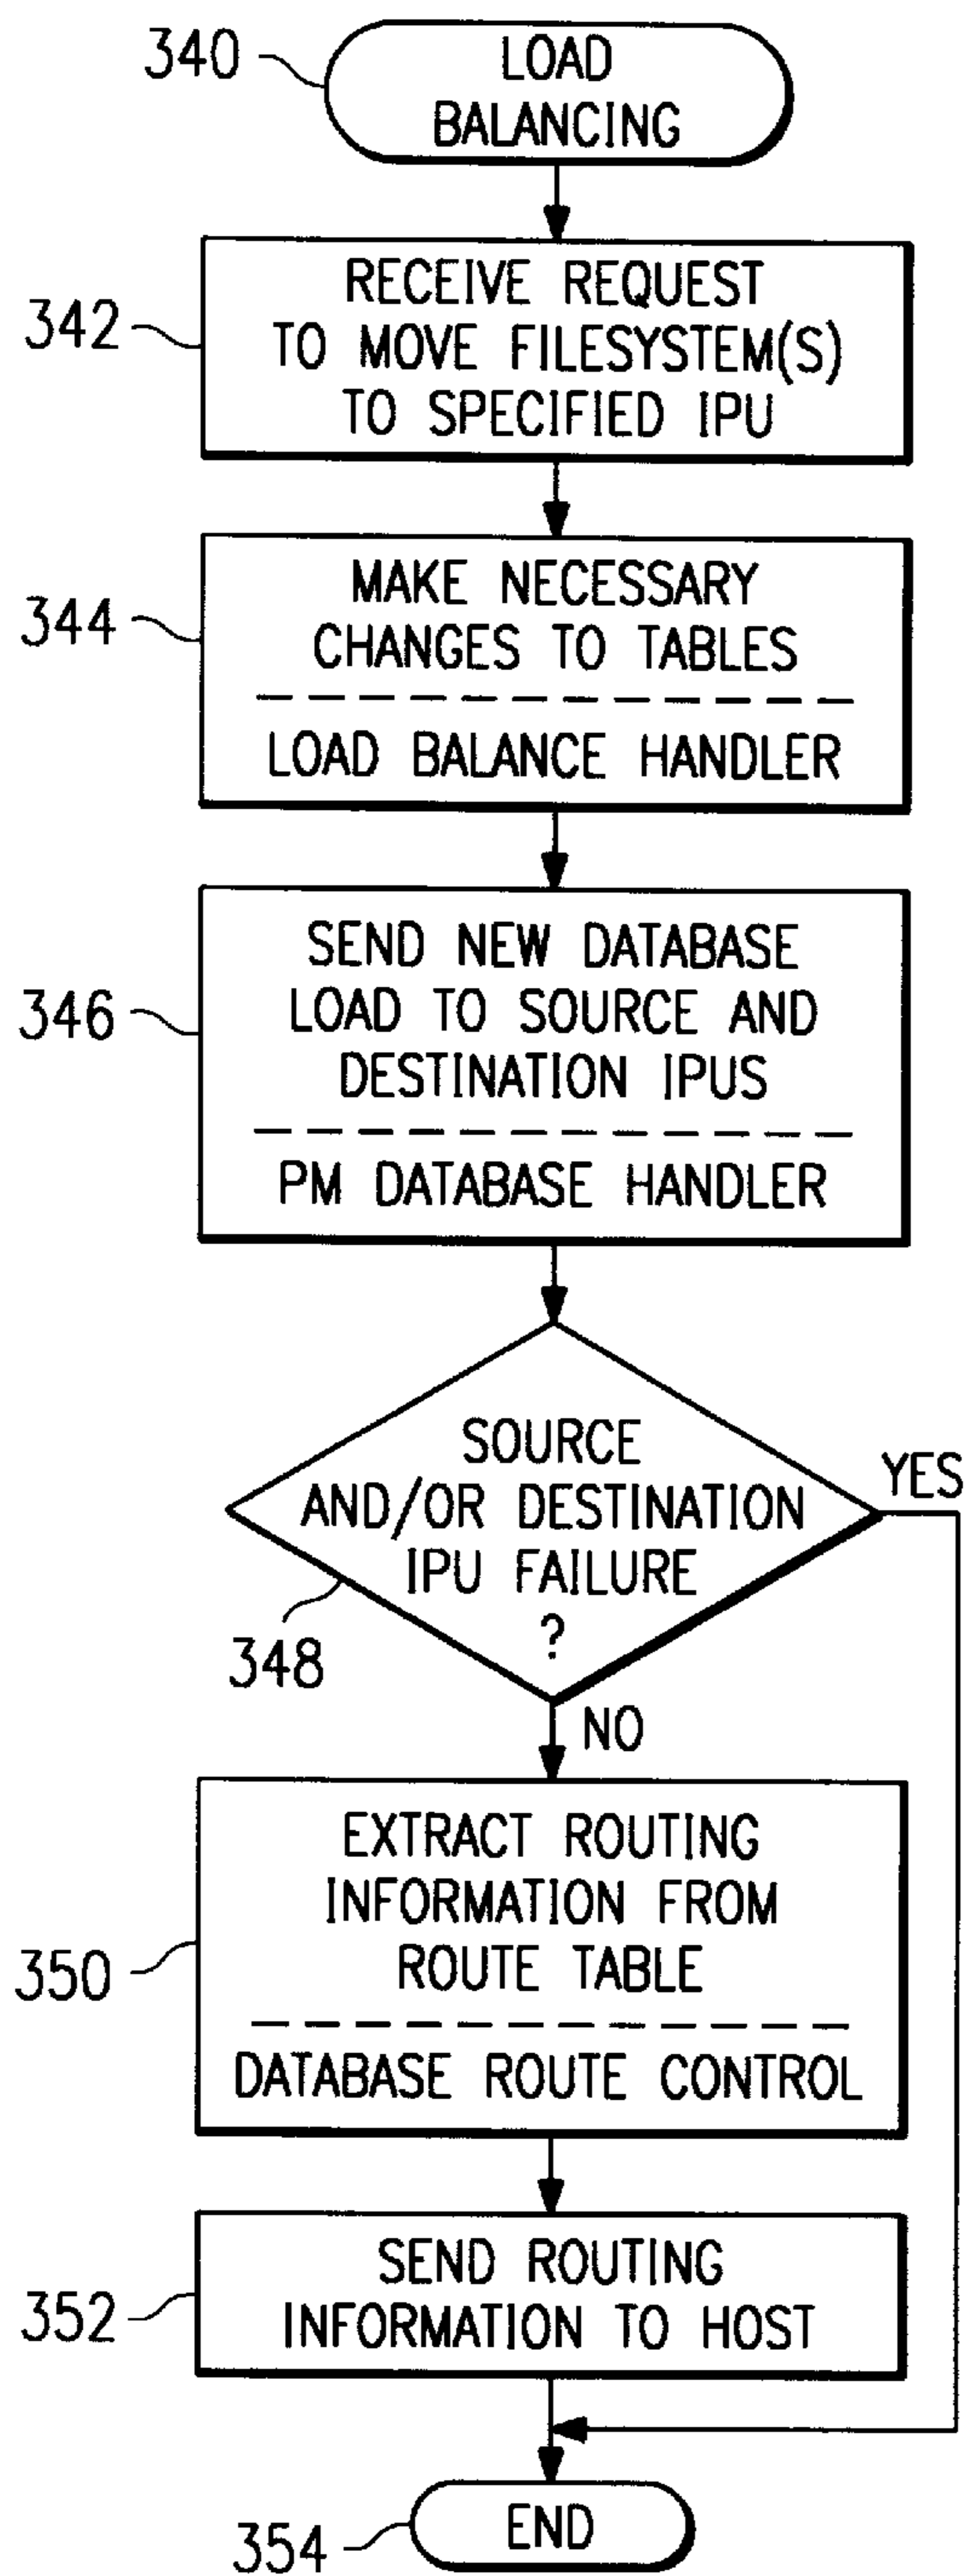 340
LOAD
BALANCING
342
RECEIVE REQUEST
TO MOVE FILESYSTEM(S)
TO SPECIFIED IPU
344
MAKE NECESSARY
CHANGES TO TABLES
LOAD BALANCE HANDLER
346
SEND NEW DATABASE
LOAD TO SOURCE AND
DESTINATION IPUS
PM DATABASE HANDLER
SOURCE
AND/OR DESTINATION
IPU FAILURE
?
YES
348
NO
350
EXTRACT ROUTING
INFORMATION FROM
ROUTE TABLE
DATABASE ROUTE CONTROL
352
SEND ROUTING
INFORMATION TO HOST
354
END